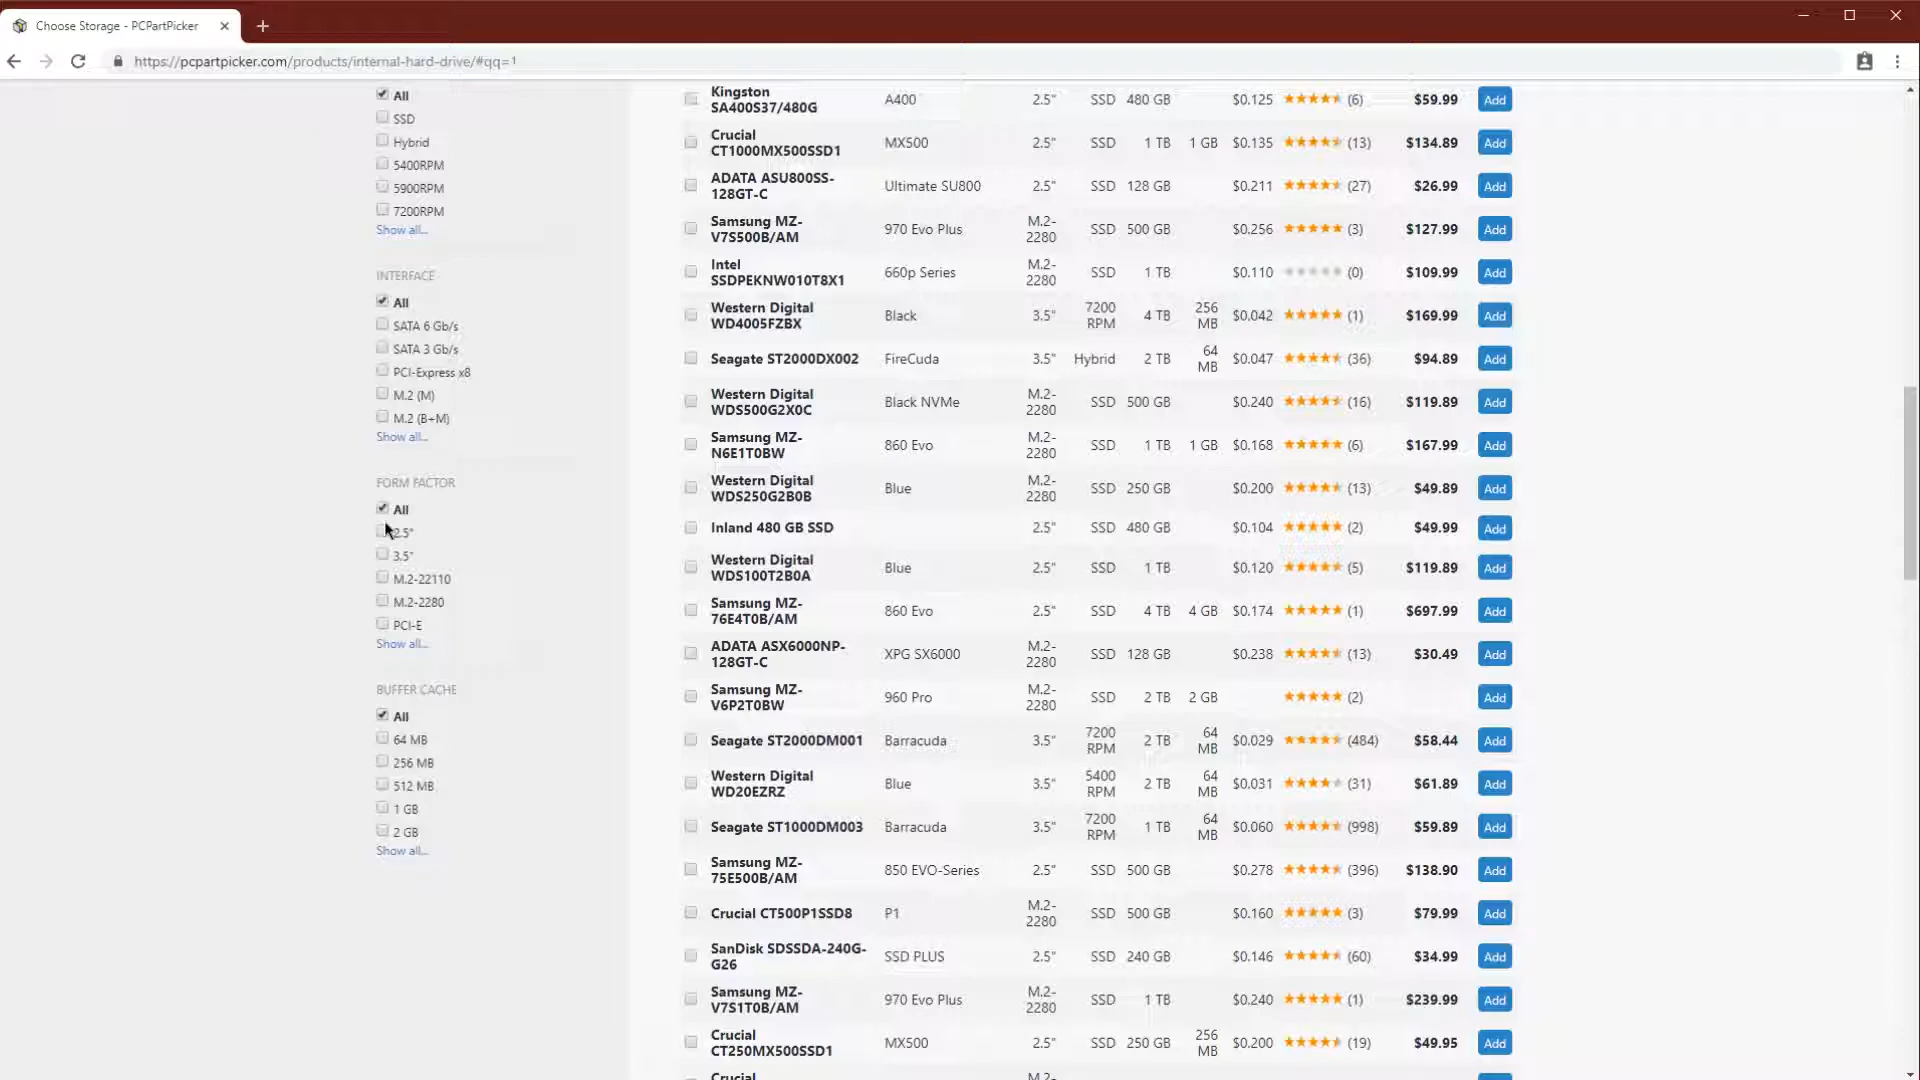 Choose Storage - PCPartPicker
https://pcpartpicker.com/products/internal-hard-drive/#qq=1
All
SSD
Hybrid
5400RPM
5900RPM
7200RPM
Show all...
INTERFACE
All
SATA 6 Gb/s
SATA 3 Gb/s
PCI-Express x8
M.2 (M)
M.2 (B+M)
Show all...
FORM FACTOR
All
2.5"
3.5"
M.2-22110
M.2-2280
PCI-E
Show all...
BUFFER CACHE
All
64 MB
256 MB
512 MB
1 GB
2 GB
Show all...
Kingston
SA400S37/480G A400 2.5" SSD 480 GB $0.125 (6) $59.99 Add
Crucial
CT1000MX500SSD1 MX500 2.5" SSD 1 TB 1 GB $0.135 (13) $134.89 Add
ADATA ASU800SS-
128GT-C Ultimate SU800 2.5" SSD 128 GB $0.211 (27) $26.99 Add
Samsung MZ- M.2-
V7S500B/AM 970 Evo Plus 2280 SSD 500 GB $0.256 (3) $127.99 Add
Intel M.2-
SSDPEKNW010T8X1 660p Series 2280 SSD 1 TB $0.110 (0) $109.99 Add
Western Digital 7200 256
WD4005FZBX Black 3.5" RPM 4 TB MB $0.042 (1) $169.99 Add
64
Seagate ST2000DX002 FireCuda 3.5" Hybrid 2 TB MB $0.047 (36) $94.89 Add
Western Digital M.2-
WDS500G2X0C Black NVMe 2280 SSD 500 GB $0.240 (16) $119.89 Add
Samsung MZ- M.2-
N6E1T0BW 860 Evo 2280 SSD 1 TB 1 GB $0.168 (6) $167.99 Add
Western Digital M.2-
WDS250G2B0B Blue 2280 SSD 250 GB $0.200 (13) $49.89 Add
Inland 480 GB SSD 2.5" SSD 480 GB $0.104 (2) $49.99 Add
Western Digital
WDS100T2B0A Blue 2.5" SSD 1 TB $0.120 (5) $119.89 Add
Samsung MZ-
76E4T0B/AM 860 Evo 2.5" SSD 4 TB 4 GB $0.174 (1) $697.99 Add
ADATA ASX6000NP- M.2-
128GT-C XPG SX6000 2280 SSD 128 GB $0.238 (13) $30.49 Add
Samsung MZ- M.2-
V6P2T0BW 960 Pro 2280 SSD 2 TB 2 GB (2) Add
7200 64
Seagate ST2000DM001 Barracuda 3.5" RPM 2 TB MB $0.029 (484) $58.44 Add
Western Digital 5400 64
WD20EZRZ Blue 3.5" RPM 2 TB MB $0.031 (31) $61.89 Add
7200 64
Seagate ST1000DM003 Barracuda 3.5" RPM 1 TB MB $0.060 (998) $59.89 Add
Samsung MZ-
75E500B/AM 850 EVO-Series 2.5" SSD 500 GB $0.278 (396) $138.90 Add
M.2-
Crucial CT500P1SSD8 P1 2280 SSD 500 GB $0.160 (3) $79.99 Add
SanDisk SDSSDA-240G-
G26 SSD PLUS 2.5" SSD 240 GB $0.146 (60) $34.99 Add
Samsung MZ- M.2-
V7S1T0B/AM 970 Evo Plus 2280 SSD 1 TB $0.240 (1) $239.99 Add
Crucial 256
CT250MX500SSD1 MX500 2.5" SSD 250 GB MB $0.200 (19) $49.95 Add
Crucial M.2-